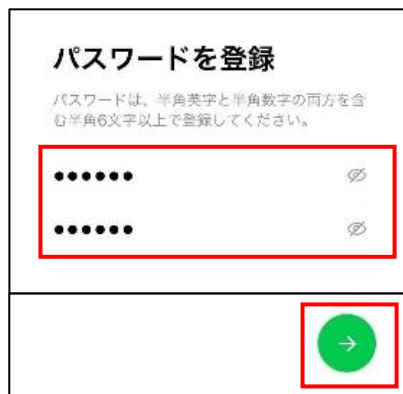 パスワードを登録
パスワードは、半角英字と半角数字の両方を含
む半角6文字以上で登録してください。
●●●●●●
●●●●●●